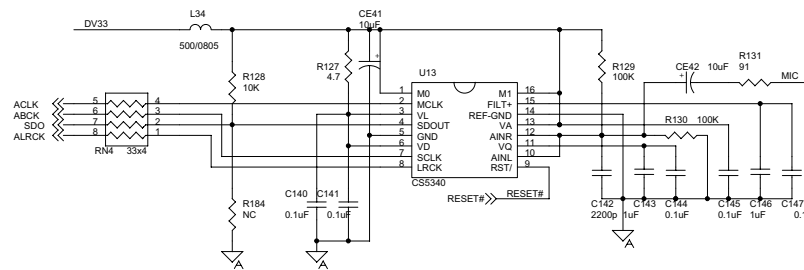 DV33
L34
500/0805
CE41
10uF
R128
10K
R127
4.7
U13
R129
100K
CE42
10uF
R131
91
MIC
ACLK
ABCK
SDO
ALRCK
5
6
7
8
4
3
2
1
RN4
33x4
1
2
3
4
5
6
7
8
M0
MCLK
VL
SDOUT
GND
VD
SCLK
LRCK
M1
FILT+
REF-GND
VA
AINR
VQ
AINL
RST/
16
15
14
13
12
11
10
9
CS5340
R130
100K
R184
NC
C140
0.1uF
C141
0.1uF
RESET#
RESET#
C142
2200p
C143
1uF
C144
0.1uF
C145
0.1uF
C146
1uF
C147
A
A
A